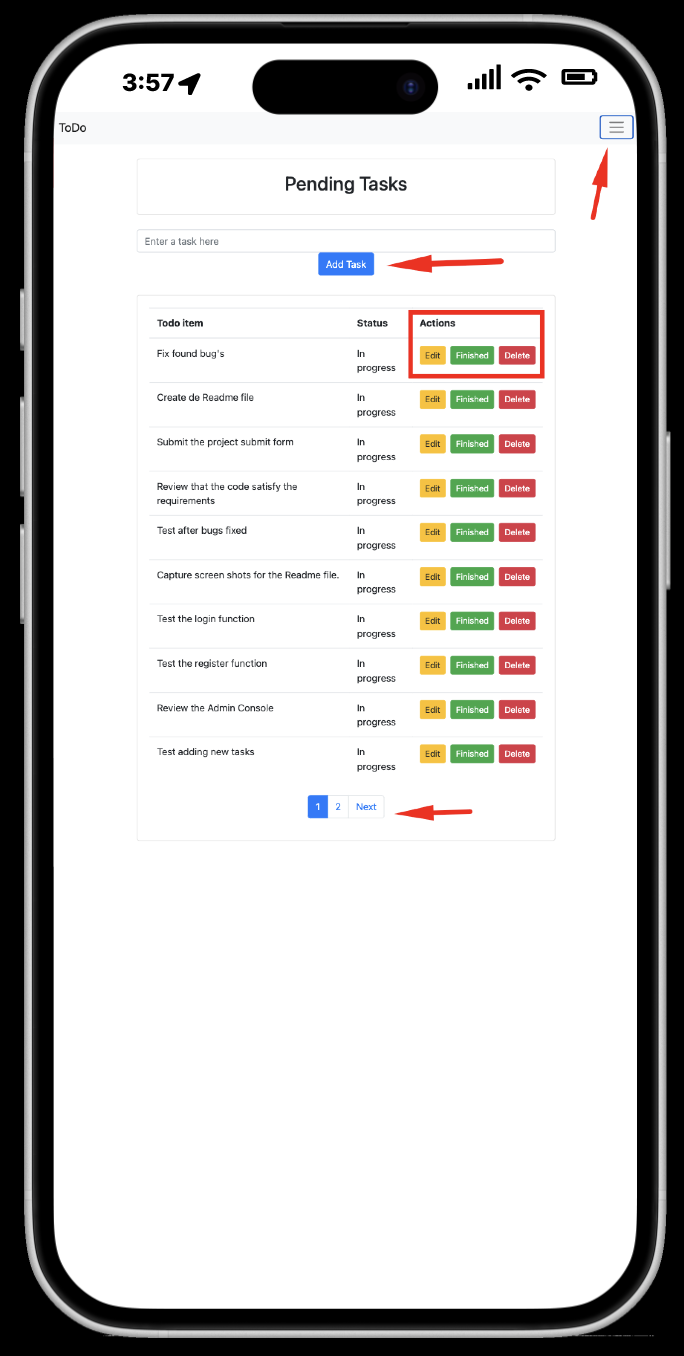 3:57
ToDo
Pending Tasks
Enter a task here
Add Task
Todo item Status Actions
Fix found bug's In progress Edit Finished Delete
Create de Readme file In progress Edit Finished Delete
Submit the project submit form In progress Edit Finished Delete
Review that the code satisfy the requirements In progress Edit Finished Delete
Test after bugs fixed In progress Edit Finished Delete
Capture screen shots for the Readme file. In progress Edit Finished Delete
Test the login function In progress Edit Finished Delete
Test the register function In progress Edit Finished Delete
Review the Admin Console In progress Edit Finished Delete
Test adding new tasks In progress Edit Finished Delete
1 2 Next